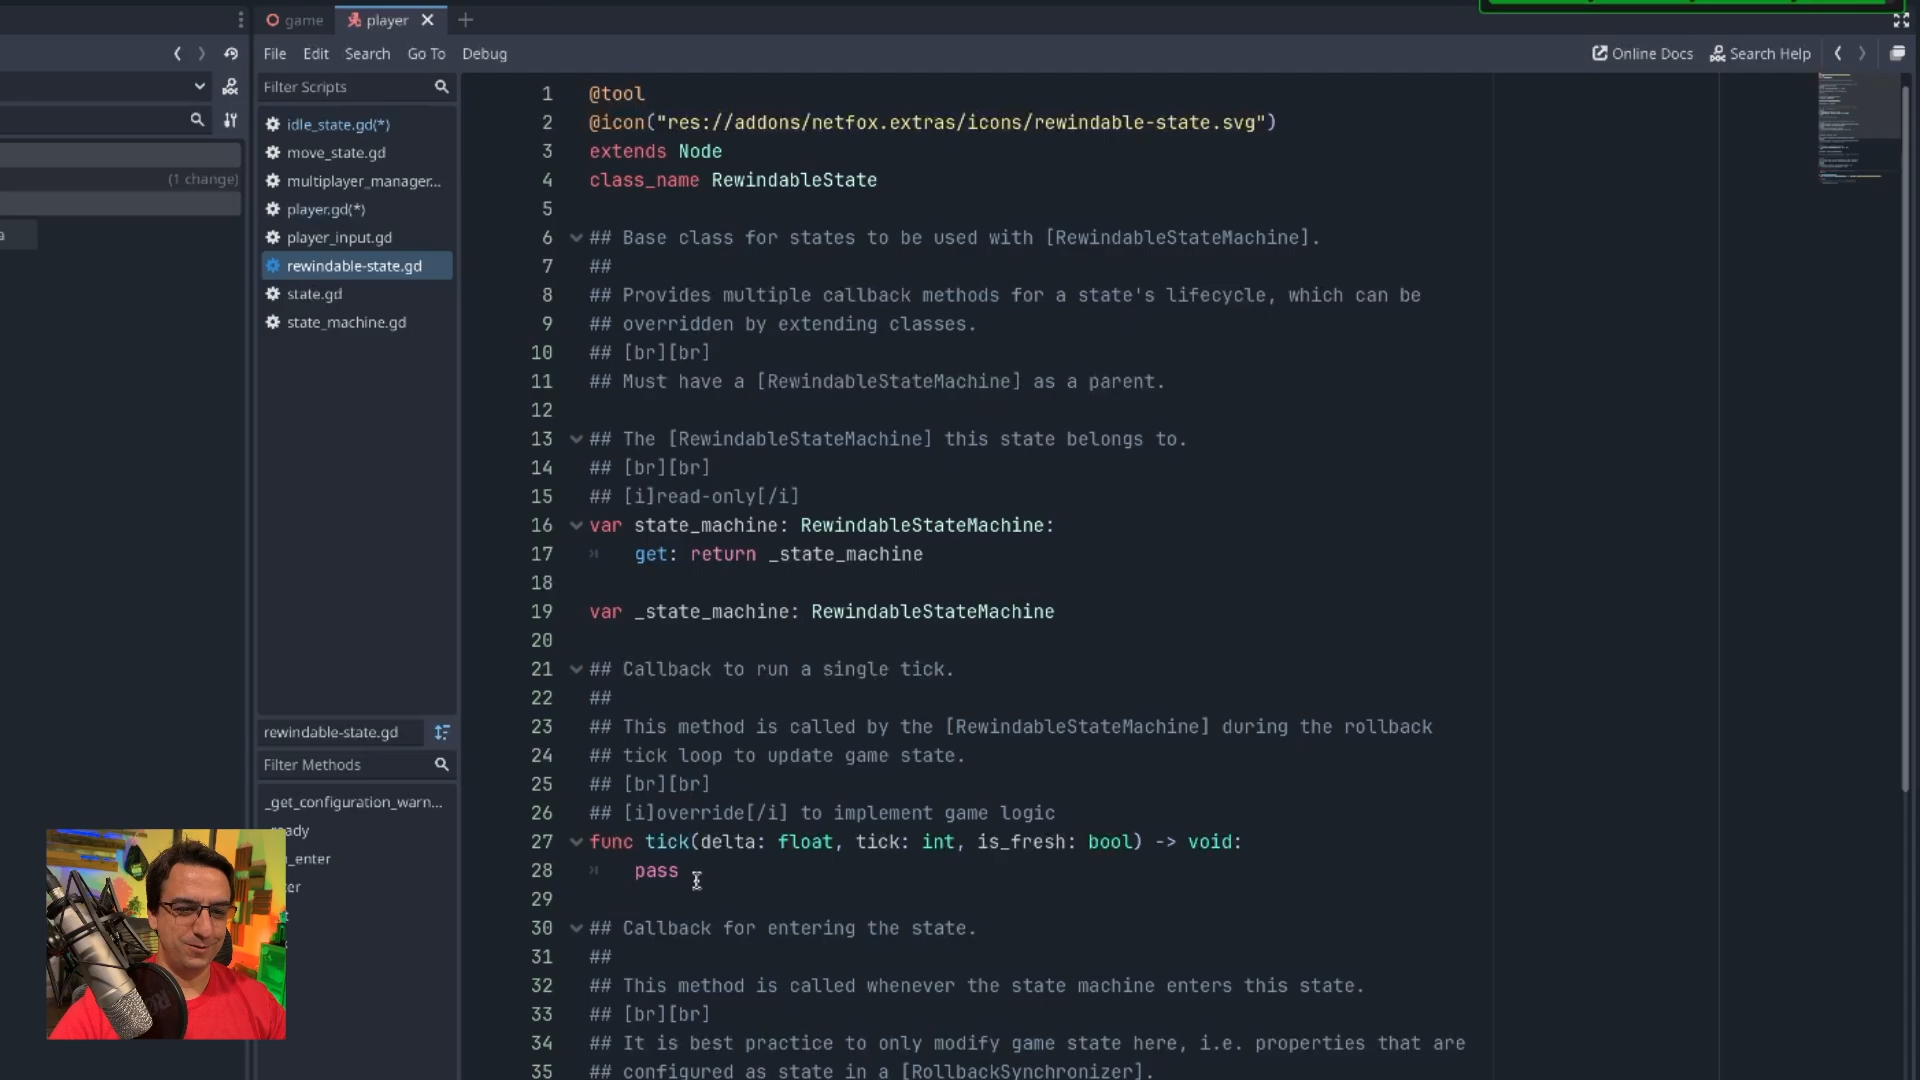 game
player
File Edit Search Go To Debug
Online Docs
Search Help
Filter Scripts
(1 change)
idle_state.gd(*)
move_state.gd
multiplayer_manager...
player.gd(*)
player_input.gd
rewindable-state.gd
state.gd
state_machine.gd
rewindable-state.gd
Filter Methods
_get_configuration_warn...
1 @tool
2 @icon("res://addons/netfox.extras/icons/rewindable-state.svg")
3 extends Node
4 class_name RewindableState
5
6 ## Base class for states to be used with [RewindableStateMachine].
7 ##
8 ## Provides multiple callback methods for a state's lifecycle, which can be
9 ## overridden by extending classes.
10 ## [br][br]
11 ## Must have a [RewindableStateMachine] as a parent.
12
13 ## The [RewindableStateMachine] this state belongs to.
14 ## [br][br]
15 ## [i]read-only[/i]
16 var state_machine: RewindableStateMachine:
17 get: return _state_machine
18
19 var _state_machine: RewindableStateMachine
20
21 ## Callback to run a single tick.
22 ##
23 ## This method is called by the [RewindableStateMachine] during the rollback
24 ## tick loop to update game state.
25 ## [br][br]
26 ## [i]override[/i] to implement game logic
27 func tick(delta: float, tick: int, is_fresh: bool) -> void:
28 pass
29
30 ## Callback for entering the state.
31 ##
32 ## This method is called whenever the state machine enters this state.
33 ## [br][br]
34 ## It is best practice to only modify game state here, i.e. properties that are
35 ## configured as state in a [RollbackSynchronizer].